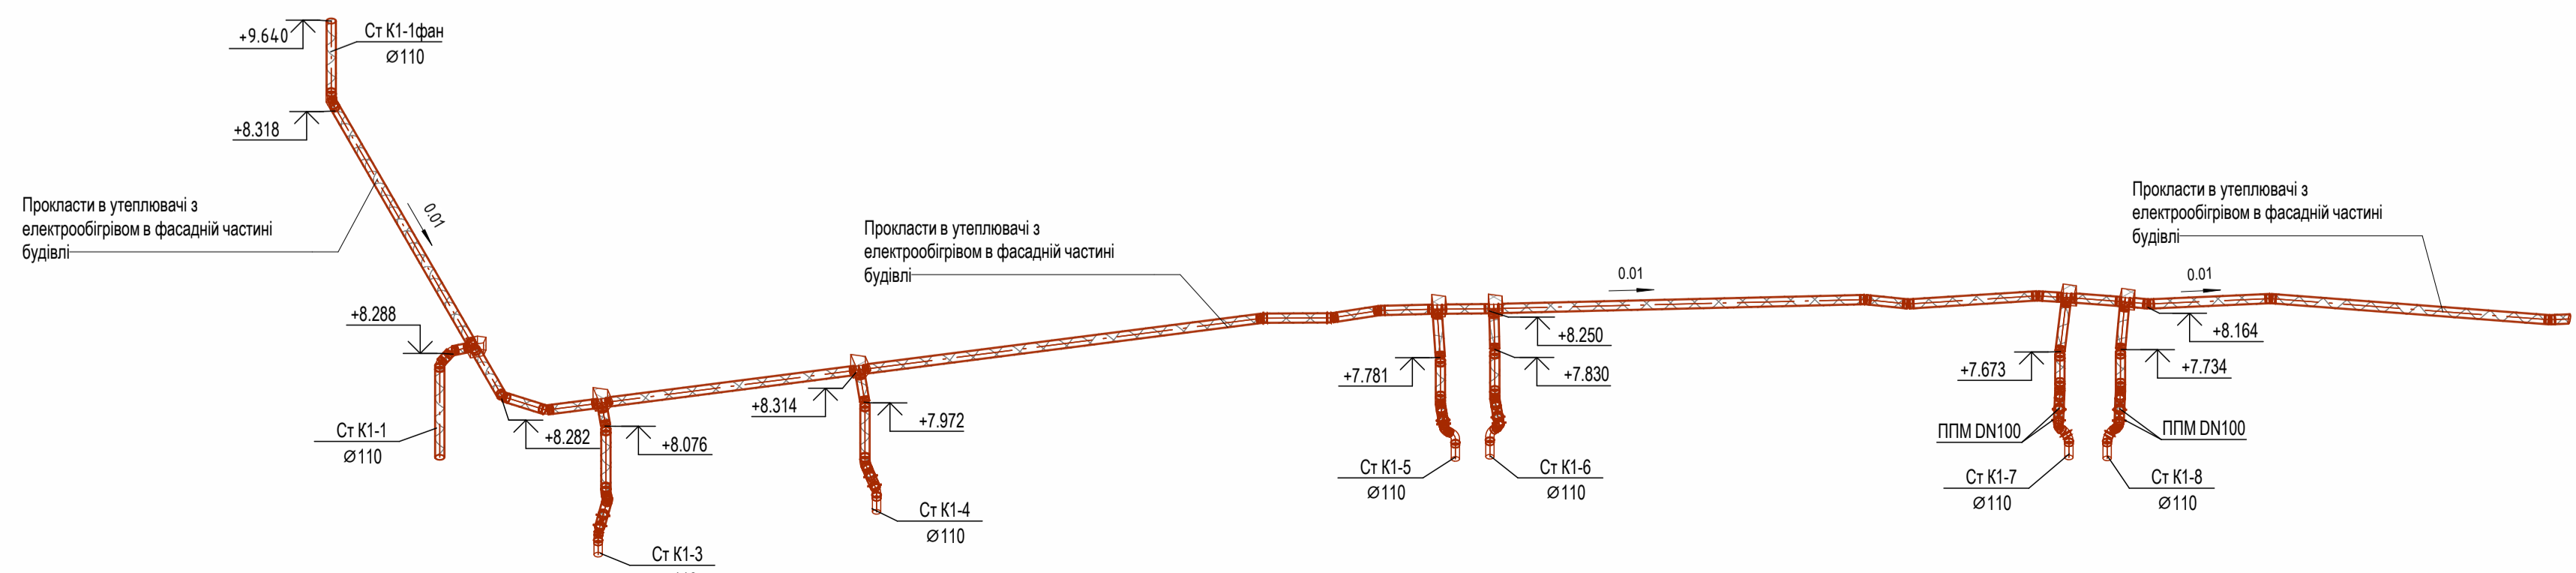 +9.640
Ст К1-1фан
Ø110
+8.318
Прокласти в утеплювачі з
електрообігрівом в фасадній частині
будівлі
0.01
+8.288
Ст К1-1
Ø110
+8.282
+8.076
Ст К1-3
Прокласти в утеплювачі з
електрообігрівом в фасадній частині
будівлі
+8.314
+7.972
Ст К1-4
Ø110
0.01
+8.250
+7.781
+7.830
Ст К1-5
Ø110
Ст К1-6
Ø110
Прокласти в утеплювачі з
електрообігрівом в фасадній частині
будівлі
0.01
+8.164
+7.673
+7.734
ППМ DN100
ППМ DN100
Ст К1-7
Ø110
Ст К1-8
Ø110